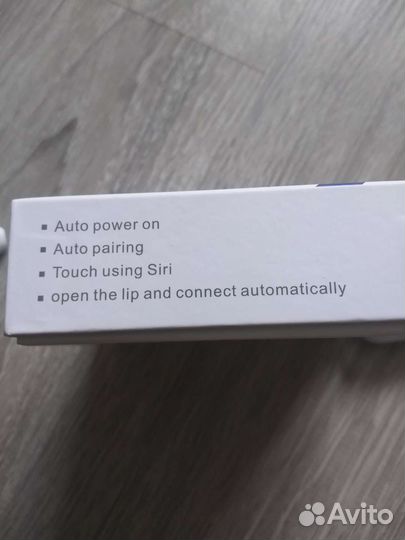 ▪ Auto power on
▪ Auto pairing
▪ Touch using Siri
▪ open the lip and connect automatically
Avito